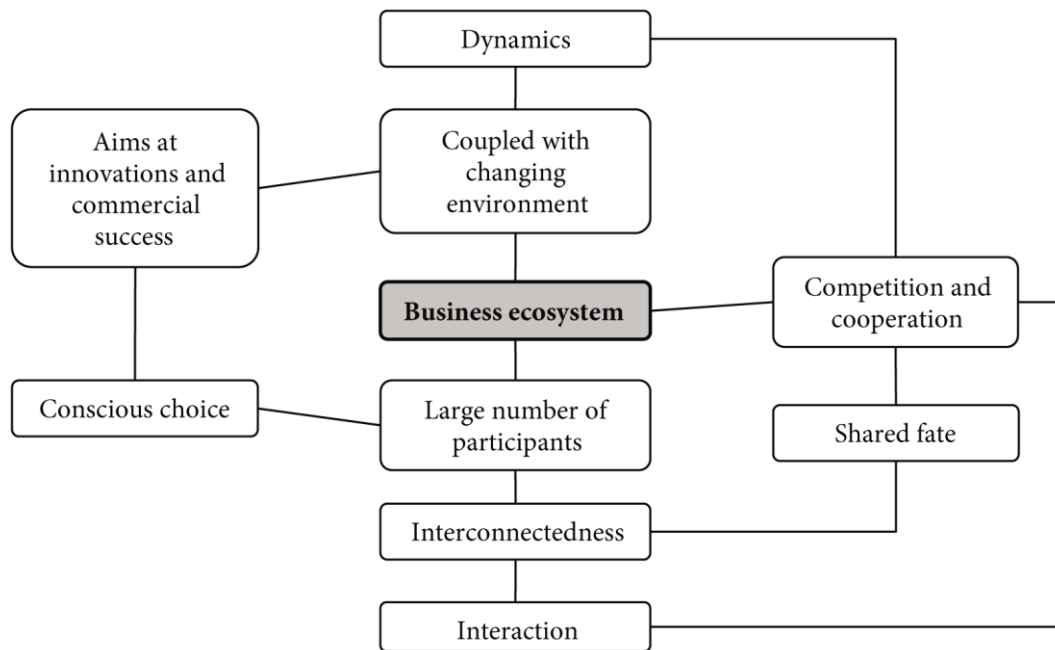 Dynamics
Aims at
innovations and
commercial
success
Coupled with
changing
environment
Business ecosystem
Competition and
cooperation
Conscious choice
Large number of
participants
Shared fate
Interconnectedness
Interaction